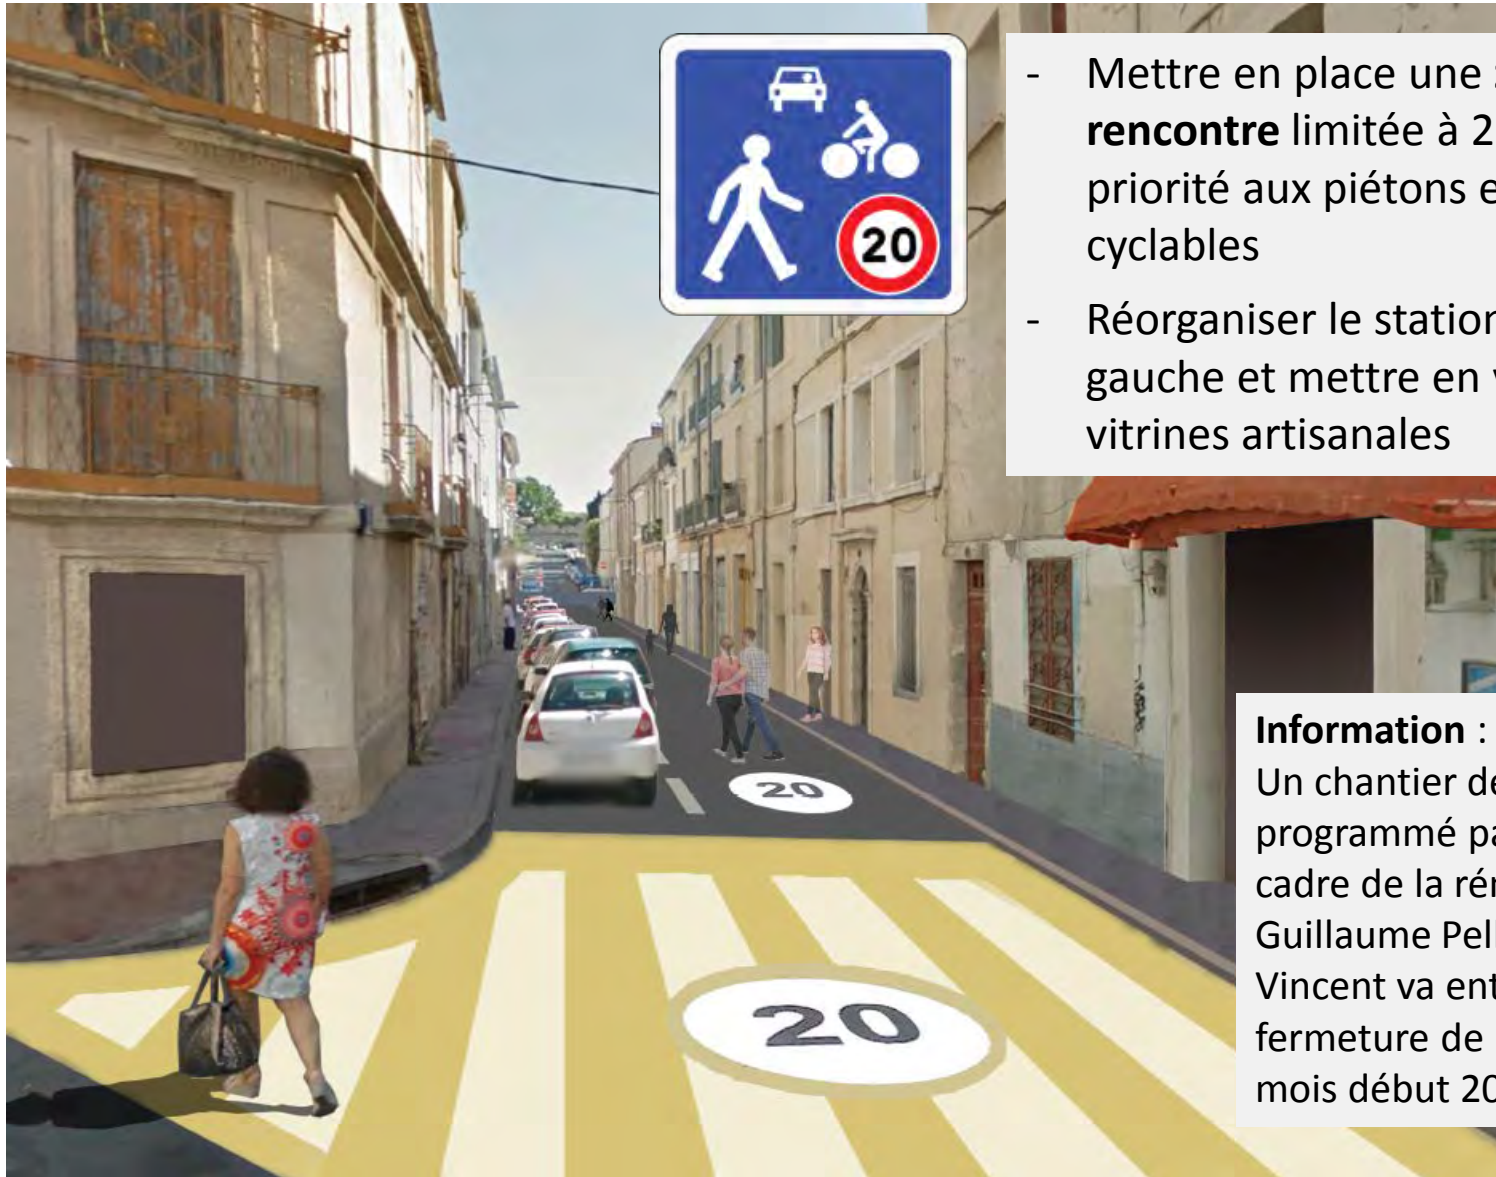 20
- Mettre en place une
rencontre limitée à 2
priorité aux piétons e
cyclables
- Réorganiser le station
gauche et mettre en v
vitrines artisanales
20
20
Information :
Un chantier de
programmé pa
cadre de la rén
Guillaume Pell
Vincent va ent
fermeture de
mois début 20